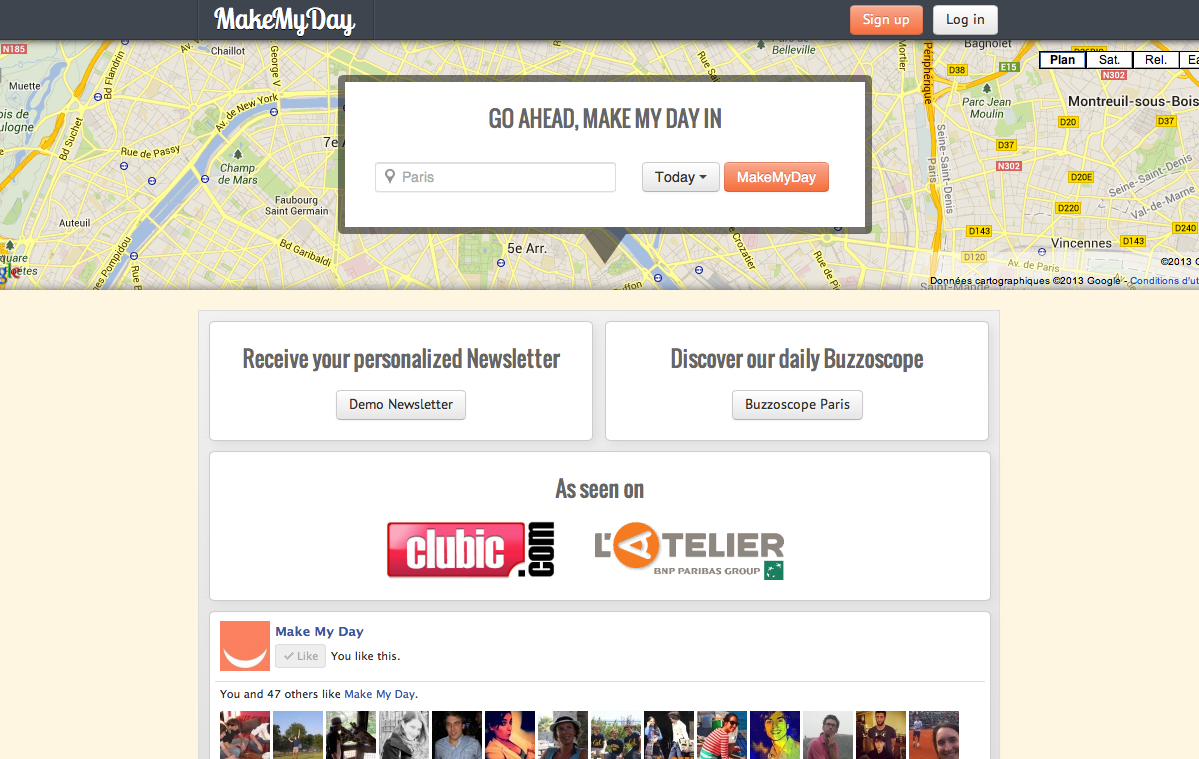 MakeMyDay
Sign up
Log in
N185
Chaillot
George V
Belleville
Bagnolet
Muette
Bd Flandrin
Av. de New York
Bd Suchet
Rue de Passy
Champ
de Mars
Faubourg
Saint Germain
Auteuil
Bd Garibaldi
5e Arr.
Périphérique
D38
E15
N302
Plan
Sat.
Rel.
Parc Jean
Moulin
Montreuil-sous-Bois
D20
D37
D37
N302
D20E
D220
Seine-Saint-Denis
Paris
Seine-Saint-Denis
Val-de-Marne
D143
Vincennes
D143
D240
D120
Av. de Paris
©2013
Données cartographiques ©2013 Google - Conditions d'ut
GO AHEAD, MAKE MY DAY IN
Paris
Today
MakeMyDay
Receive your personalized Newsletter
Demo Newsletter
Discover our daily Buzzoscope
Buzzoscope Paris
As seen on
clubic.com
L'ATELIER
BNP PARIBAS GROUP
Make My Day
Like
You like this.
You and 47 others like Make My Day.